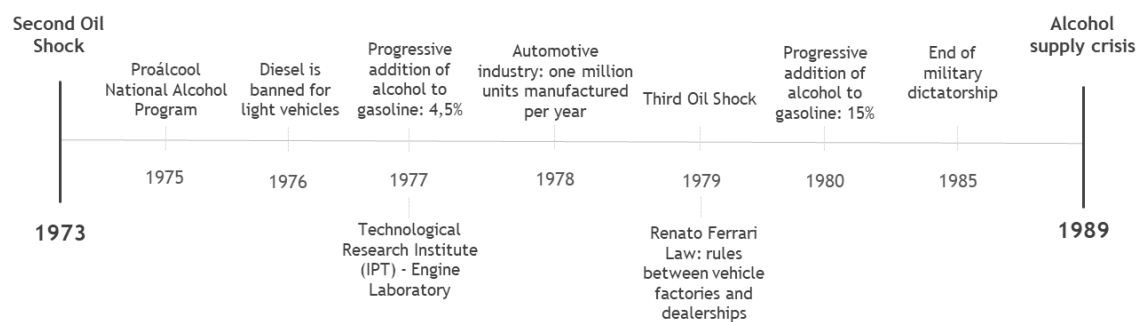 Second Oil
Shock
1973
Proálcool
National Alcohol
Program
1975
Diesel is
banned for
light vehicles
1976
Progressive
addition of
alcohol to
gasoline: 4,5%
1977
Technological
Research Institute
(IPT) - Engine
Laboratory
Automotive
industry: one million
units manufactured
per year
1978
Third Oil Shock
1979
Renato Ferrari
Law: rules
between vehicle
factories and
dealerships
Progressive
addition of
alcohol to
gasoline: 15%
1980
End of
military
dictatorship
1985
Alcohol
supply crisis
1989